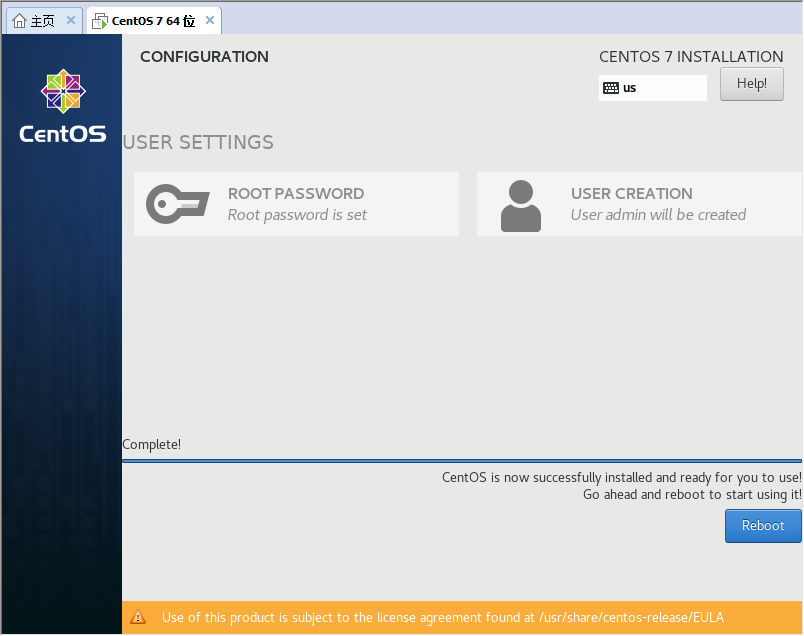 主页
CentOS 7 64 位
CentOS
CONFIGURATION
CENTOS 7 INSTALLATION
us
Help!
USER SETTINGS
ROOT PASSWORD
Root password is set
USER CREATION
User admin will be created
Complete!
CentOS is now successfully installed and ready for you to use!
Go ahead and reboot to start using it!
Reboot
Use of this product is subject to the license agreement found at /usr/share/centos-release/EULA